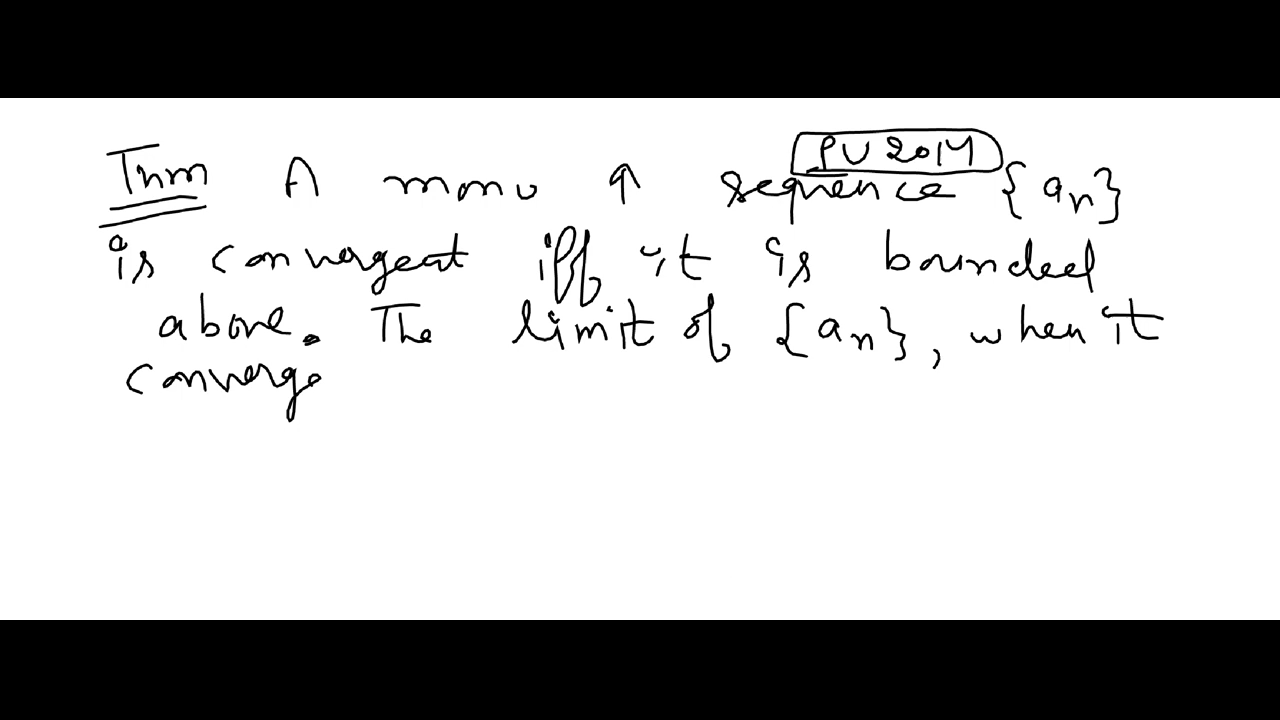 PU 2014
Thm A mono ↑ sequence {aₙ}
is convergent iff it is bounded
above. The limit of {aₙ}, when it
converge